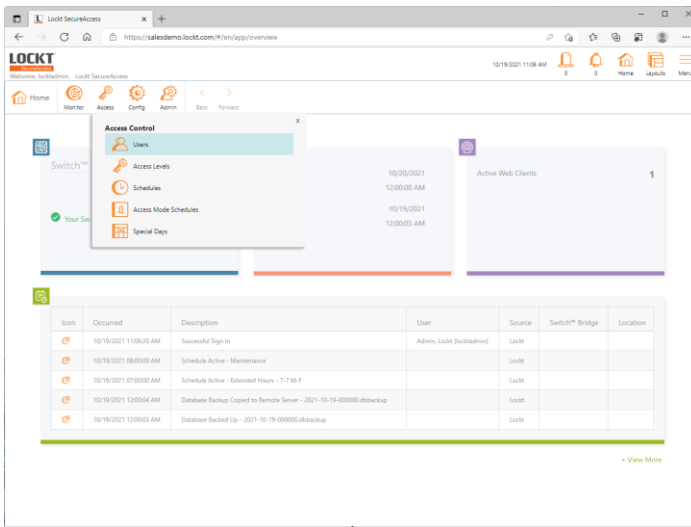 Lockt SecureAccess
https://salesdemo.lockt.com/#/en/app/overview
LOCKT
SecureAccess
Welcome, locktadmin. Lockt SecureAccess
10/19/2021 11:06 AM
0
0
Home
Layouts
Menu
Home
Monitor
Access
Config
Admin
Back
Forward
x
Access Control
Users
Access Levels
Schedules
Access Mode Schedules
Special Days
Switch™
Your Swi
10/20/2021
12:00:00 AM
10/19/2021
12:00:03 AM
Active Web Clients
1
Icon Occurred Description User Source Switch™ Bridge Location
10/19/2021 11:06:20 AM Successful Sign In Admin, Lockt (locktadmin) Lockt
10/19/2021 08:00:00 AM Schedule Active - Maintenance Lockt
10/19/2021 07:00:00 AM Schedule Active - Extended Hours - 7-7 M-F Lockt
10/19/2021 12:00:04 AM Database Backup Copied to Remote Server - 2021-10-19-000000.dbbackup Lockt
10/19/2021 12:00:03 AM Database Backed Up - 2021-10-19-000000.dbbackup Lockt
+ View More